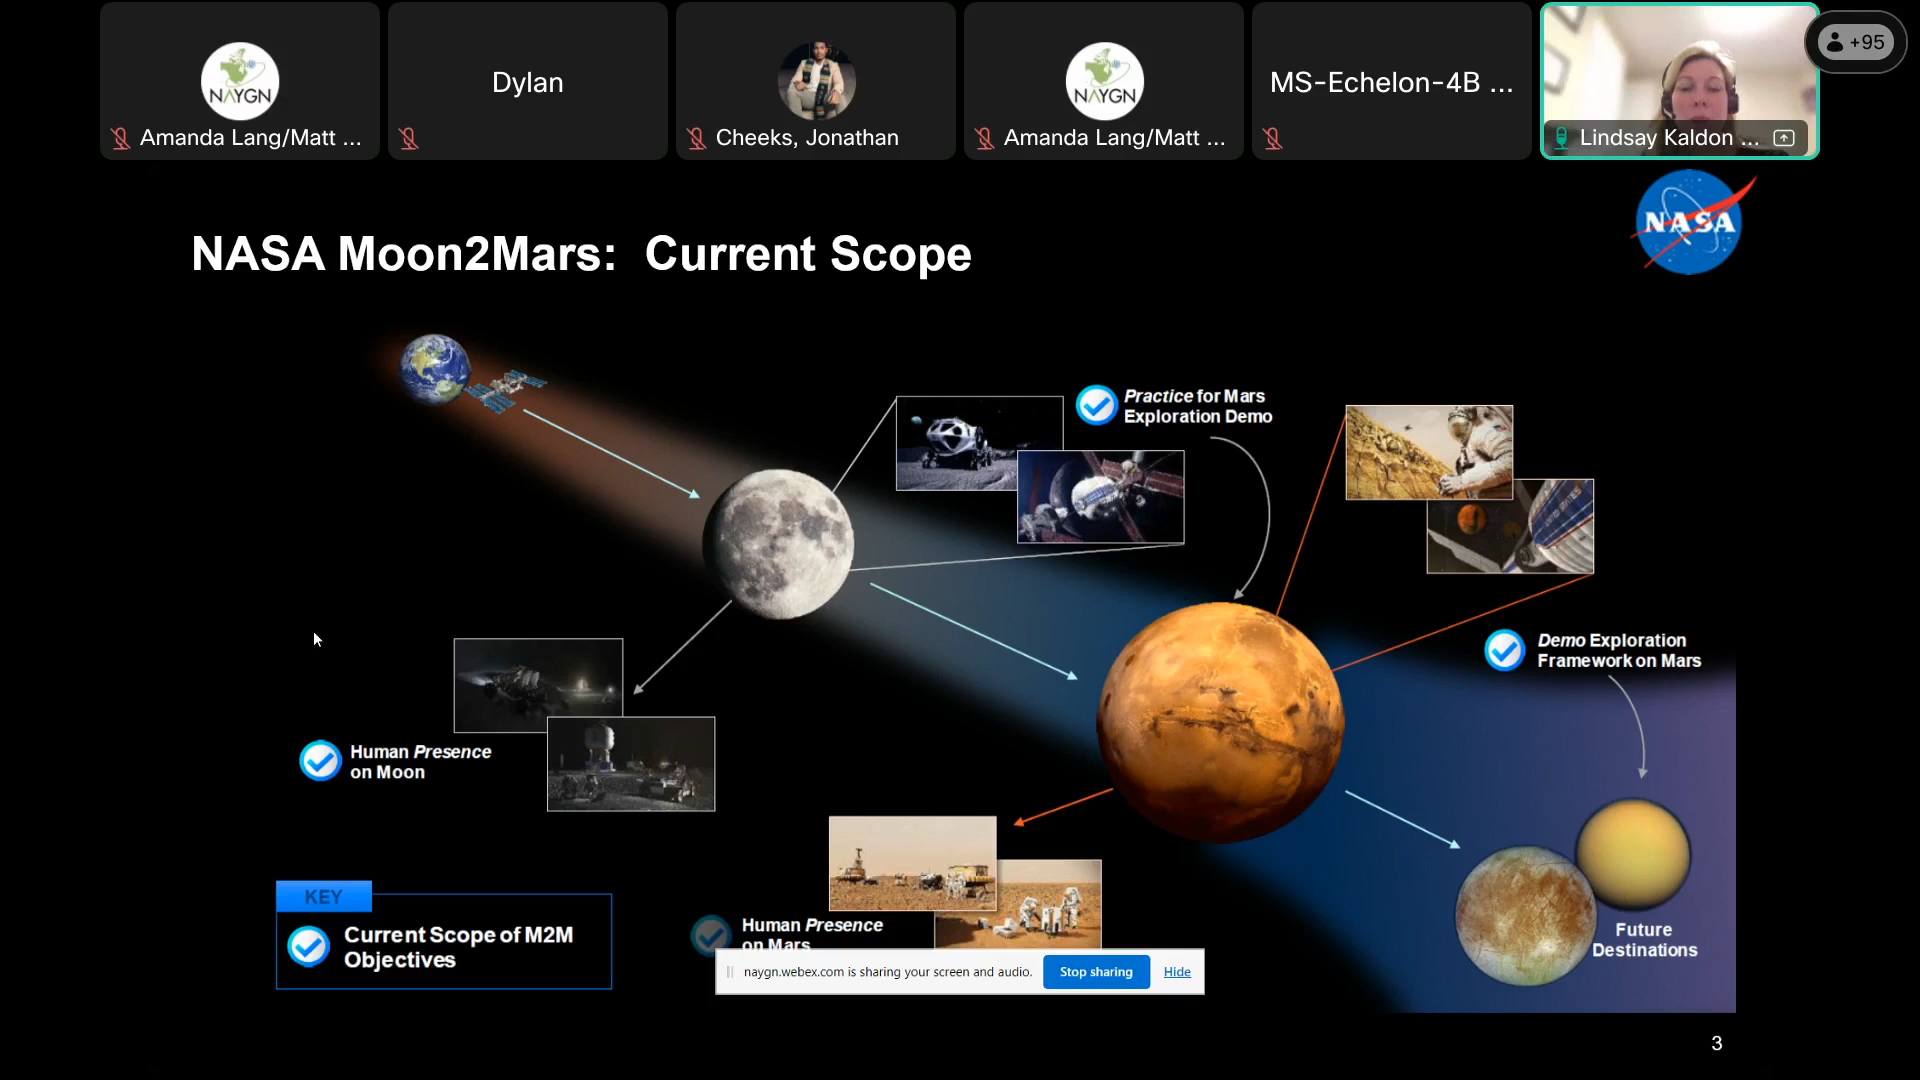 NAYGN
Amanda Lang/Matt ...
Dylan
Cheeks, Jonathan
NAYGN
Amanda Lang/Matt ...
MS-Echelon-4B ...
Lindsay Kaldon ...
+95
NASA
NASA Moon2Mars:  Current Scope
Practice for Mars
Exploration Demo
UNITED STATES
Demo Exploration
Framework on Mars
Human Presence
on Moon
KEY
Current Scope of M2M
Objectives
Human Presence
on Mars
Future
Destinations
naygn.webex.com is sharing your screen and audio.
Stop sharing
Hide
3